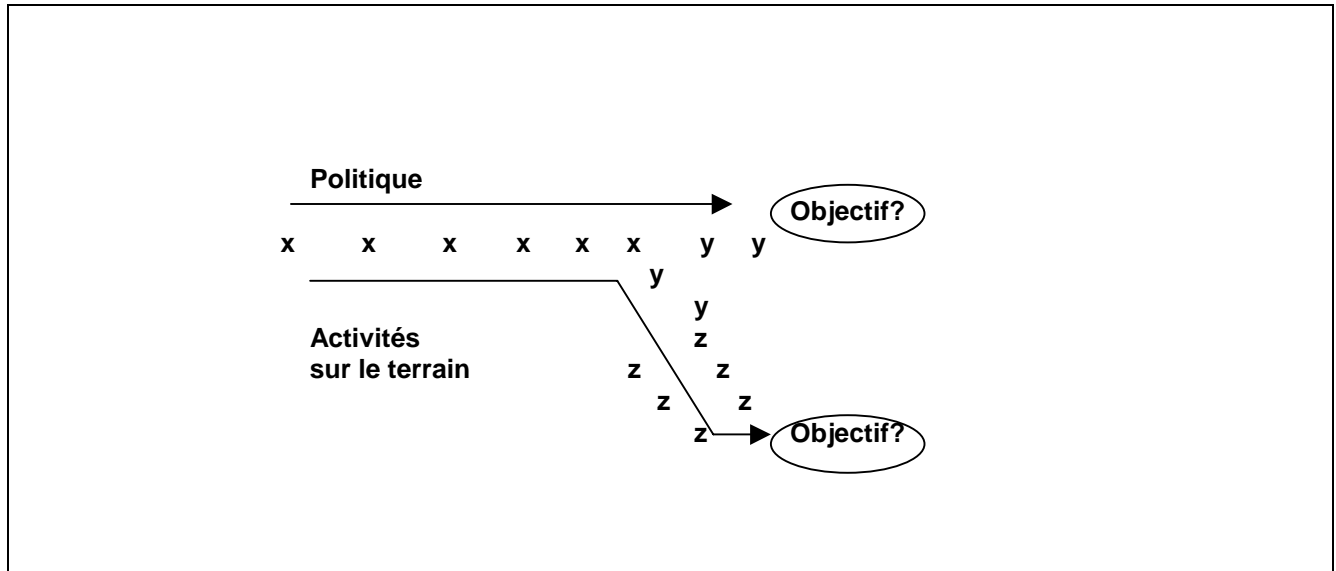 Politique
Objectif?
x x x x x x y y
y
y
Activités
z
sur le terrain
z z
z z
z
Objectif?